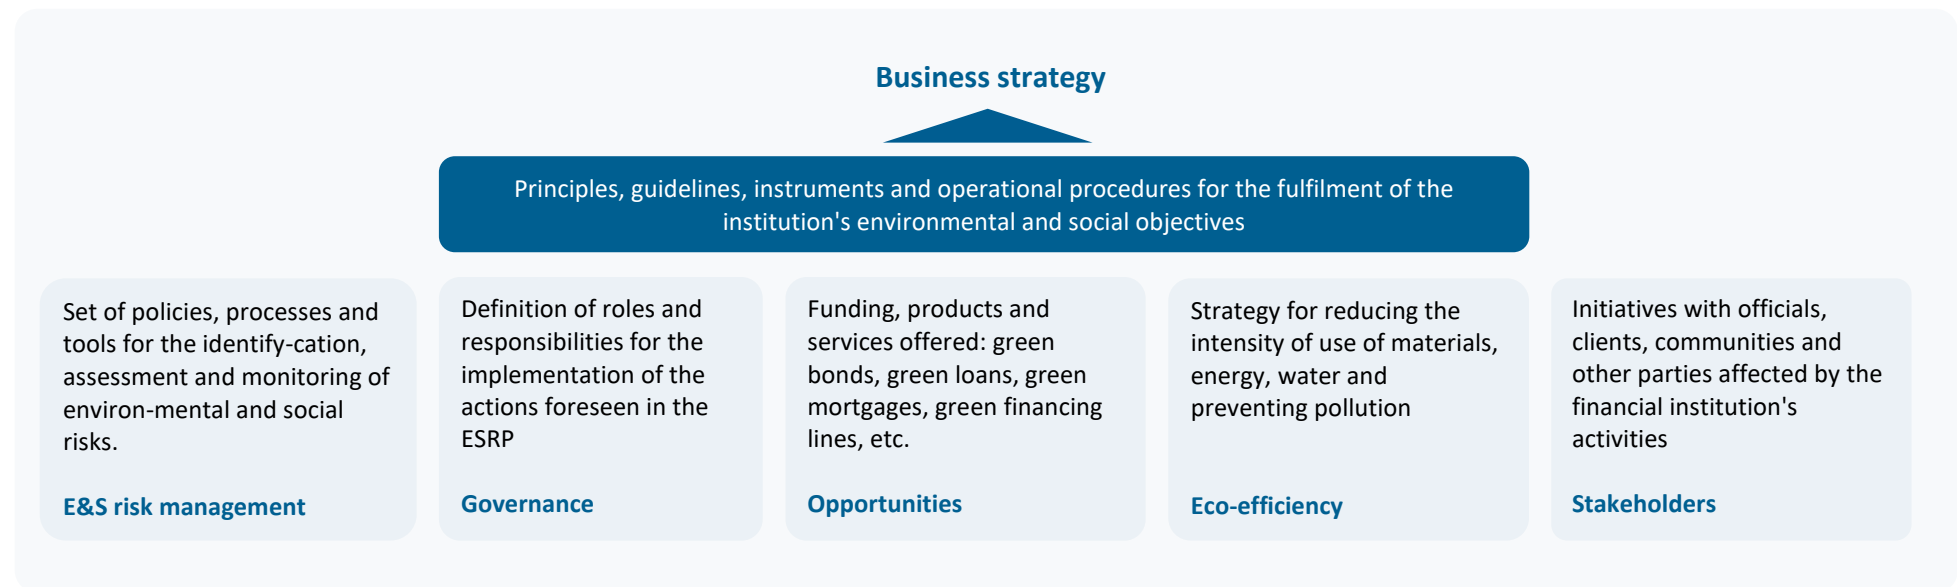 Business strategy
Principles, guidelines, instruments and operational procedures for the fulfilment of the
institution's environmental and social objectives
Set of policies, processes and
tools for the identify-cation,
assessment and monitoring of
environ-mental and social
risks.
E&S risk management
Definition of roles and
responsibilities for the
implementation of the
actions foreseen in the
ESRP
Governance
Funding, products and
services offered: green
bonds, green loans, green
mortgages, green financing
lines, etc.
Opportunities
Strategy for reducing the
intensity of use of materials,
energy, water and
preventing pollution
Eco-efficiency
Initiatives with officials,
clients, communities and
other parties affected by the
financial institution's
activities
Stakeholders